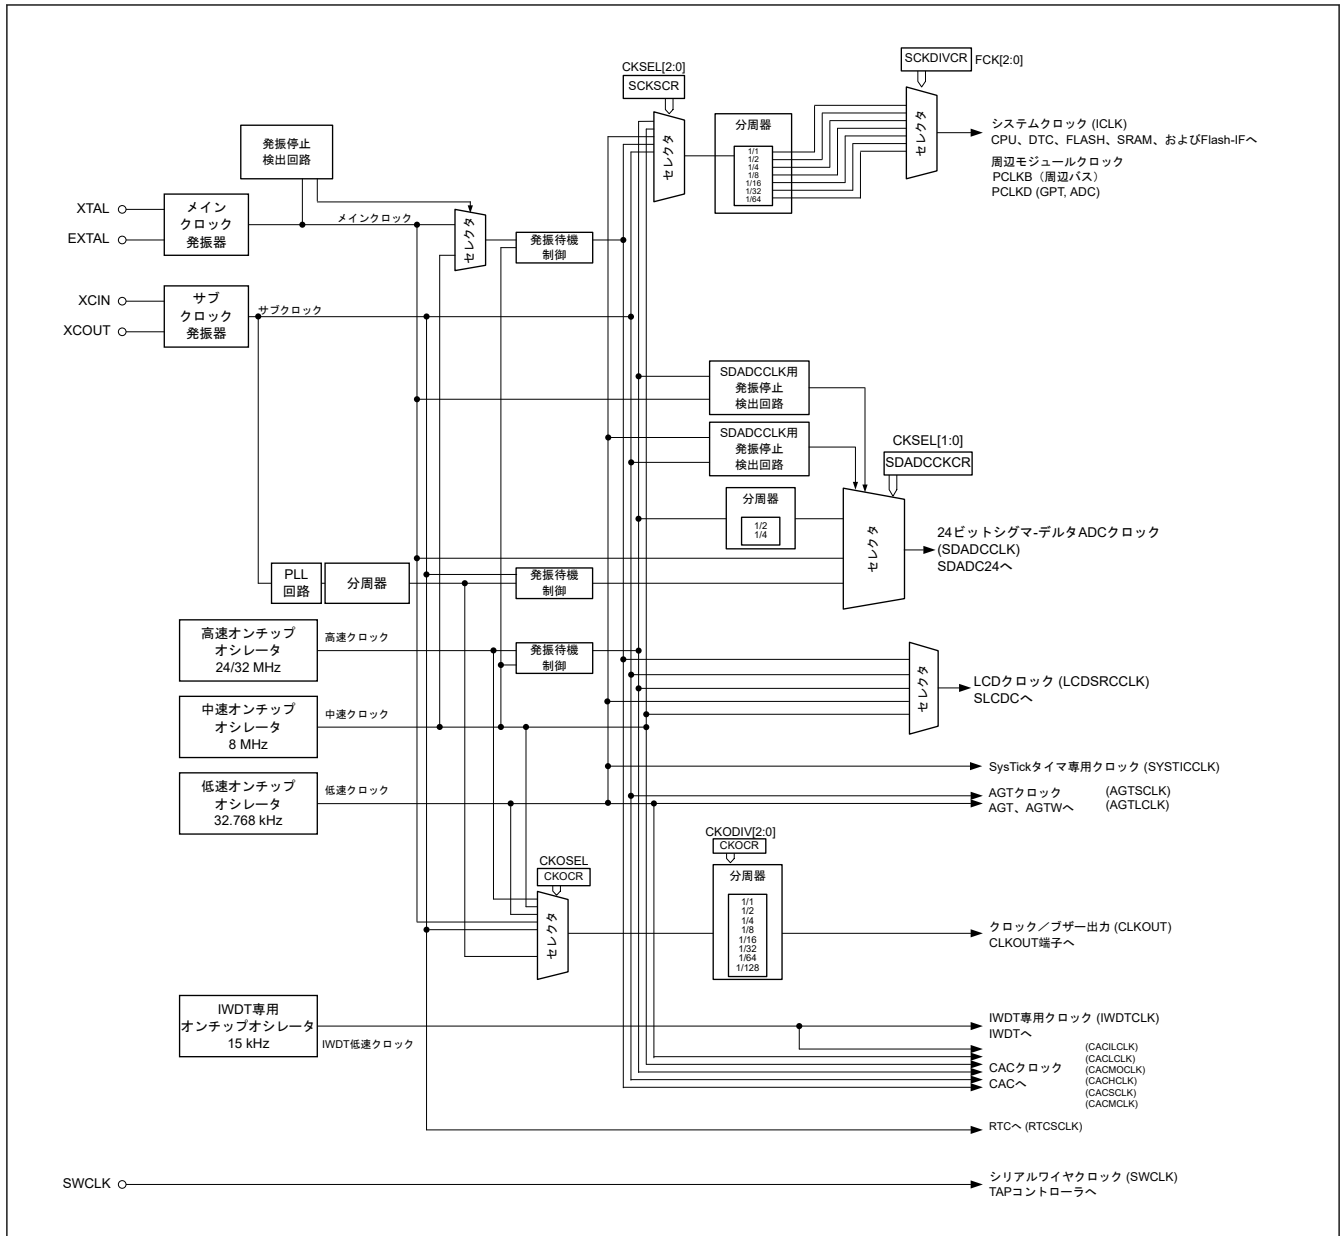 CKSEL[2:0]
SCKSCR
SCKDIVCR
FCK[2:0]
分周器
1/1
1/2
1/4
1/8
1/16
1/32
1/64
セレクタ
セレクタ
システムクロック (ICLK)
CPU、DTC、FLASH、SRAM、およびFlash-IFへ
周辺モジュールクロック
PCLKB（周辺バス）
PCLKD (GPT, ADC)
発振停止
検出回路
XTAL
EXTAL
メイン
クロック
発振器
メインクロック
セレクタ
発振待機
制御
XCIN
XCOUT
サブ
クロック
発振器
サブクロック
SDADCCLK用
発振停止
検出回路
SDADCCLK用
発振停止
検出回路
CKSEL[1:0]
SDADCCKCR
分周器
1/2
1/4
セレクタ
24ビットシグマ-デルタADCクロック
(SDADCCLK)
SDADC24へ
PLL
回路
分周器
発振待機
制御
高速オンチップ
オシレータ
24/32 MHz
高速クロック
発振待機
制御
セレクタ
LCDクロック (LCDSRCCLK)
SLCDCへ
中速オンチップ
オシレータ
8 MHz
中速クロック
低速オンチップ
オシレータ
32.768 kHz
低速クロック
SysTickタイマ専用クロック (SYSTICCLK)
AGTクロック (AGTSCLK)
AGT、AGTWへ (AGTLCLK)
CKOSEL
CKOCR
セレクタ
CKODIV[2:0]
CKOCR
分周器
1/1
1/2
1/4
1/8
1/16
1/32
1/64
1/128
クロック／ブザー出力 (CLKOUT)
CLKOUT端子へ
IWDT専用
オンチップオシレータ
15 kHz
IWDT低速クロック
IWDT専用クロック (IWDTCLK)
IWDTへ
CACクロック
CACへ
(CACILCLK)
(CACLCLK)
(CACMOCLK)
(CACHCLK)
(CACSCLK)
(CACMCLK)
RTCへ (RTCSCLK)
SWCLK
シリアルワイヤクロック (SWCLK)
TAPコントローラへ